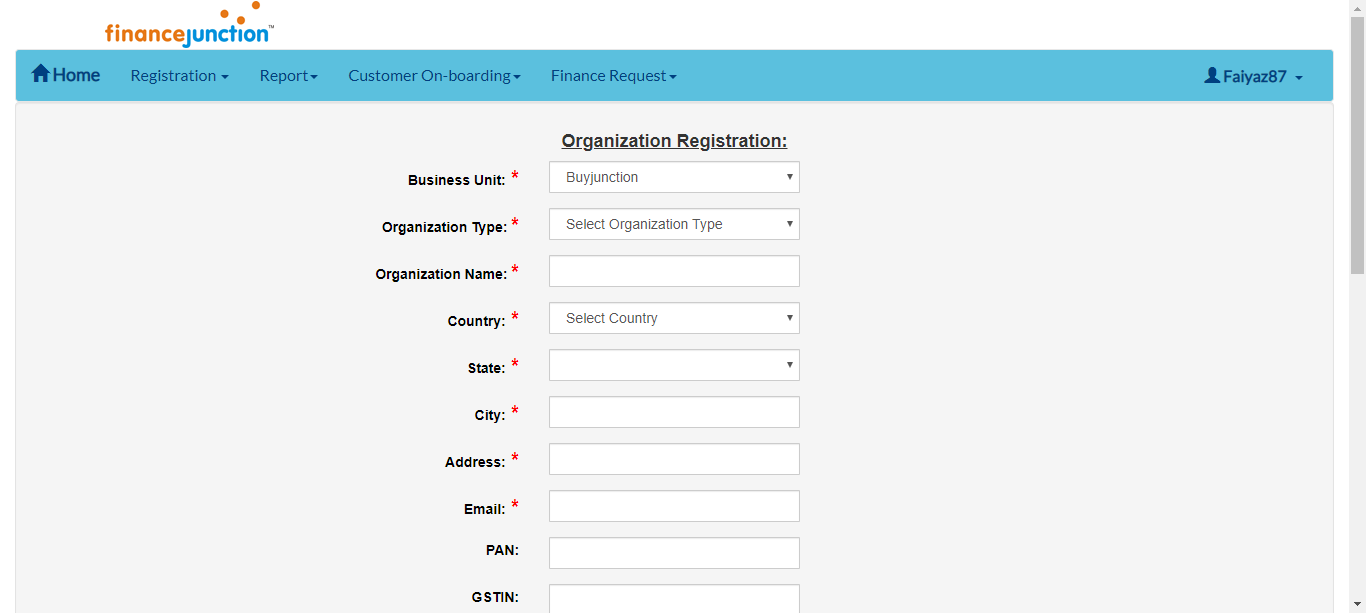 financejunction™
Home Registration Report Customer On-boarding Finance Request Faiyaz87
Organization Registration:
Business Unit: * Buyjunction
Organization Type: * Select Organization Type
Organization Name: *
Country: * Select Country
State: *
City: *
Address: *
Email: *
PAN:
GSTIN: